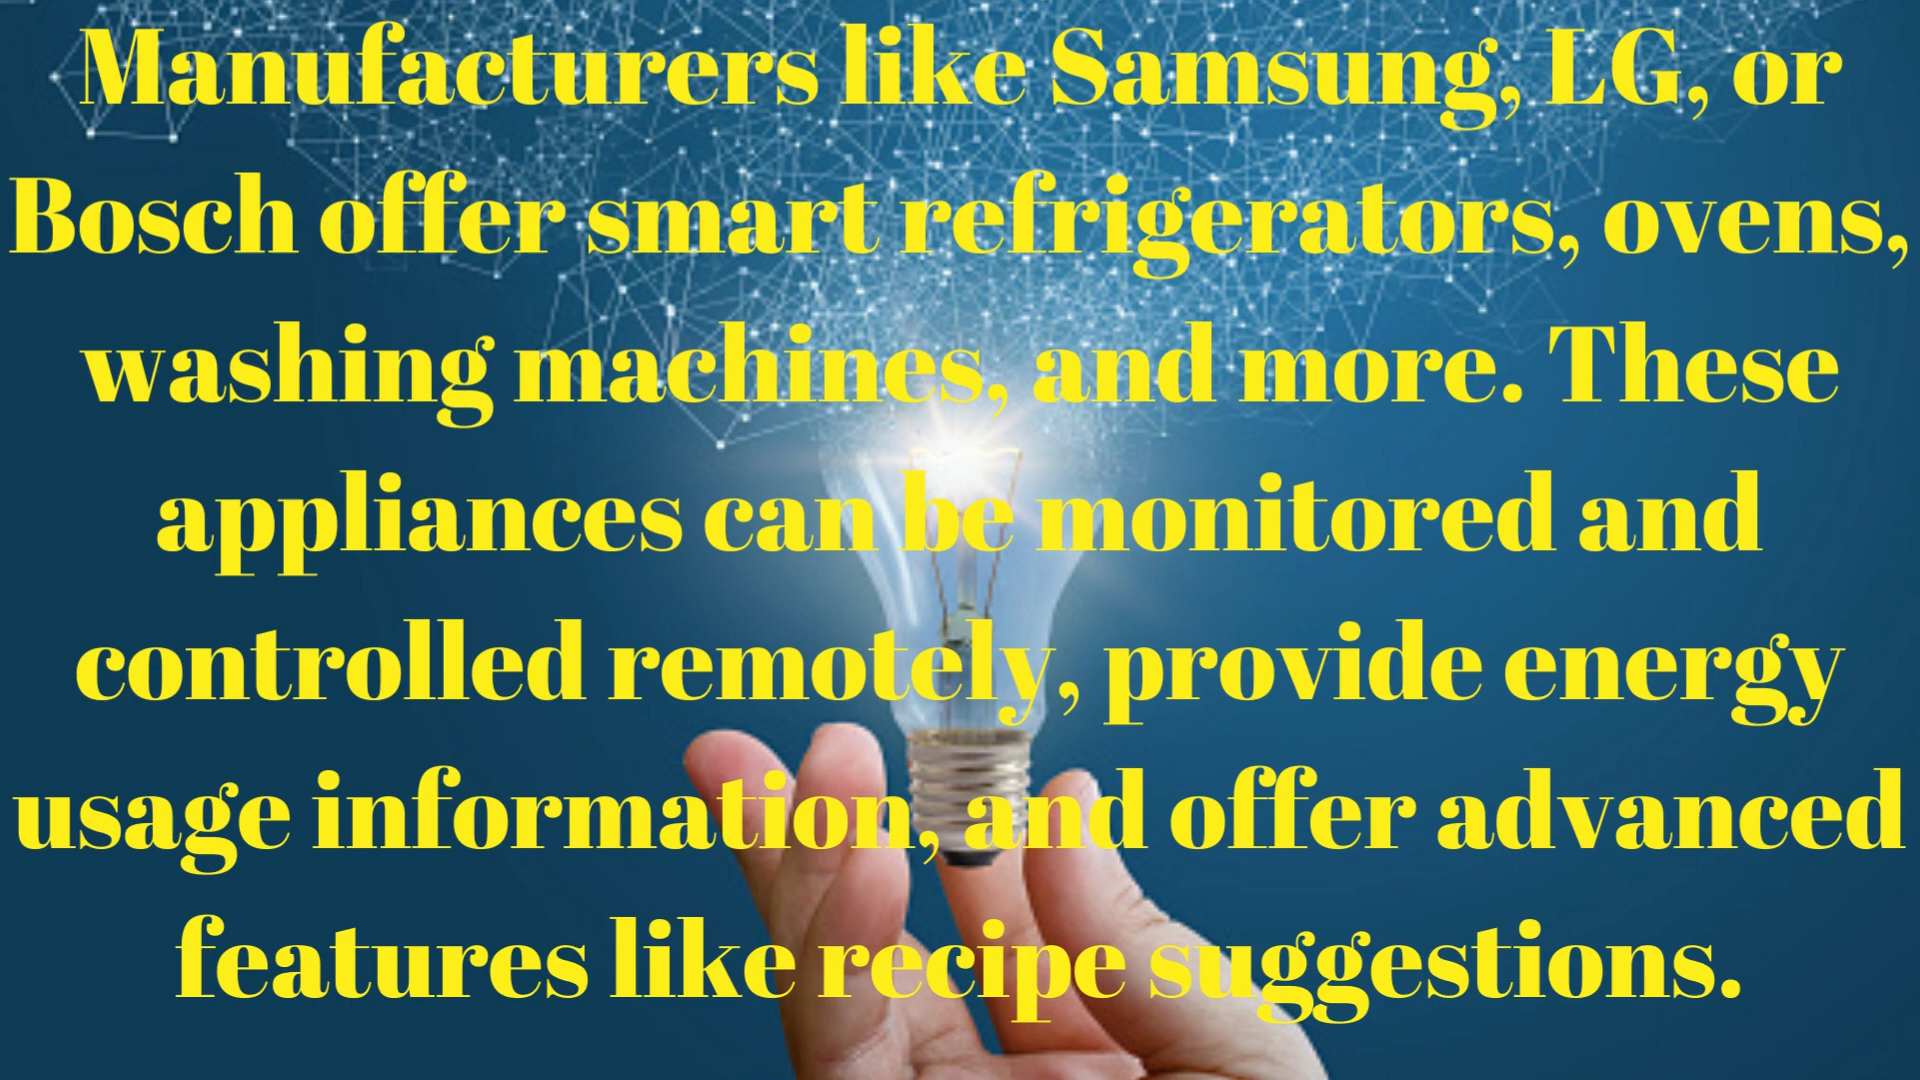 Manufacturers like Samsung, LG, or
Bosch offer smart refrigerators, ovens,
washing machines, and more. These
appliances can be monitored and
controlled remotely, provide energy
usage information, and offer advanced
features like recipe suggestions.